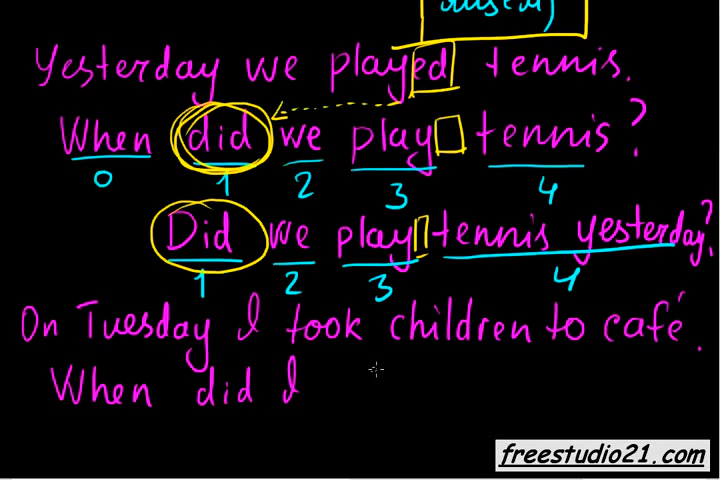 Yesterday we played tennis.
When did we play tennis?
0 1 2 3 4
Did we play tennis yesterday?
1 2 3 4
On Tuesday I took children to café.
When did I
freestudio21.com